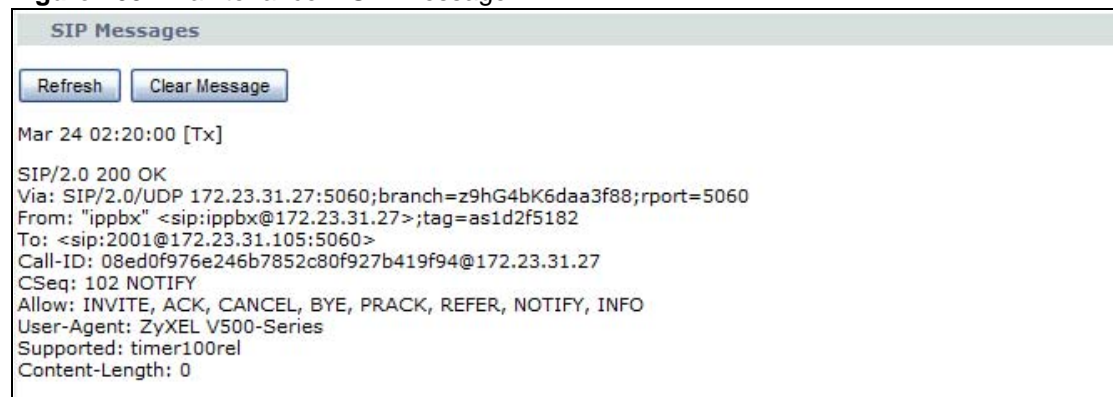 SIP Messages
Refresh Clear Message
Mar 24 02:20:00 [Tx]
SIP/2.0 200 OK
Via: SIP/2.0/UDP 172.23.31.27:5060;branch=z9hG4bK6daa3f88;rport=5060
From: "ippbx" <sip:ippbx@172.23.31.27>;tag=as1d2f5182
To: <sip:2001@172.23.31.105:5060>
Call-ID: 08ed0f976e246b7852c80f927b419f94@172.23.31.27
CSeq: 102 NOTIFY
Allow: INVITE, ACK, CANCEL, BYE, PRACK, REFER, NOTIFY, INFO
User-Agent: ZyXEL V500-Series
Supported: timer100rel
Content-Length: 0